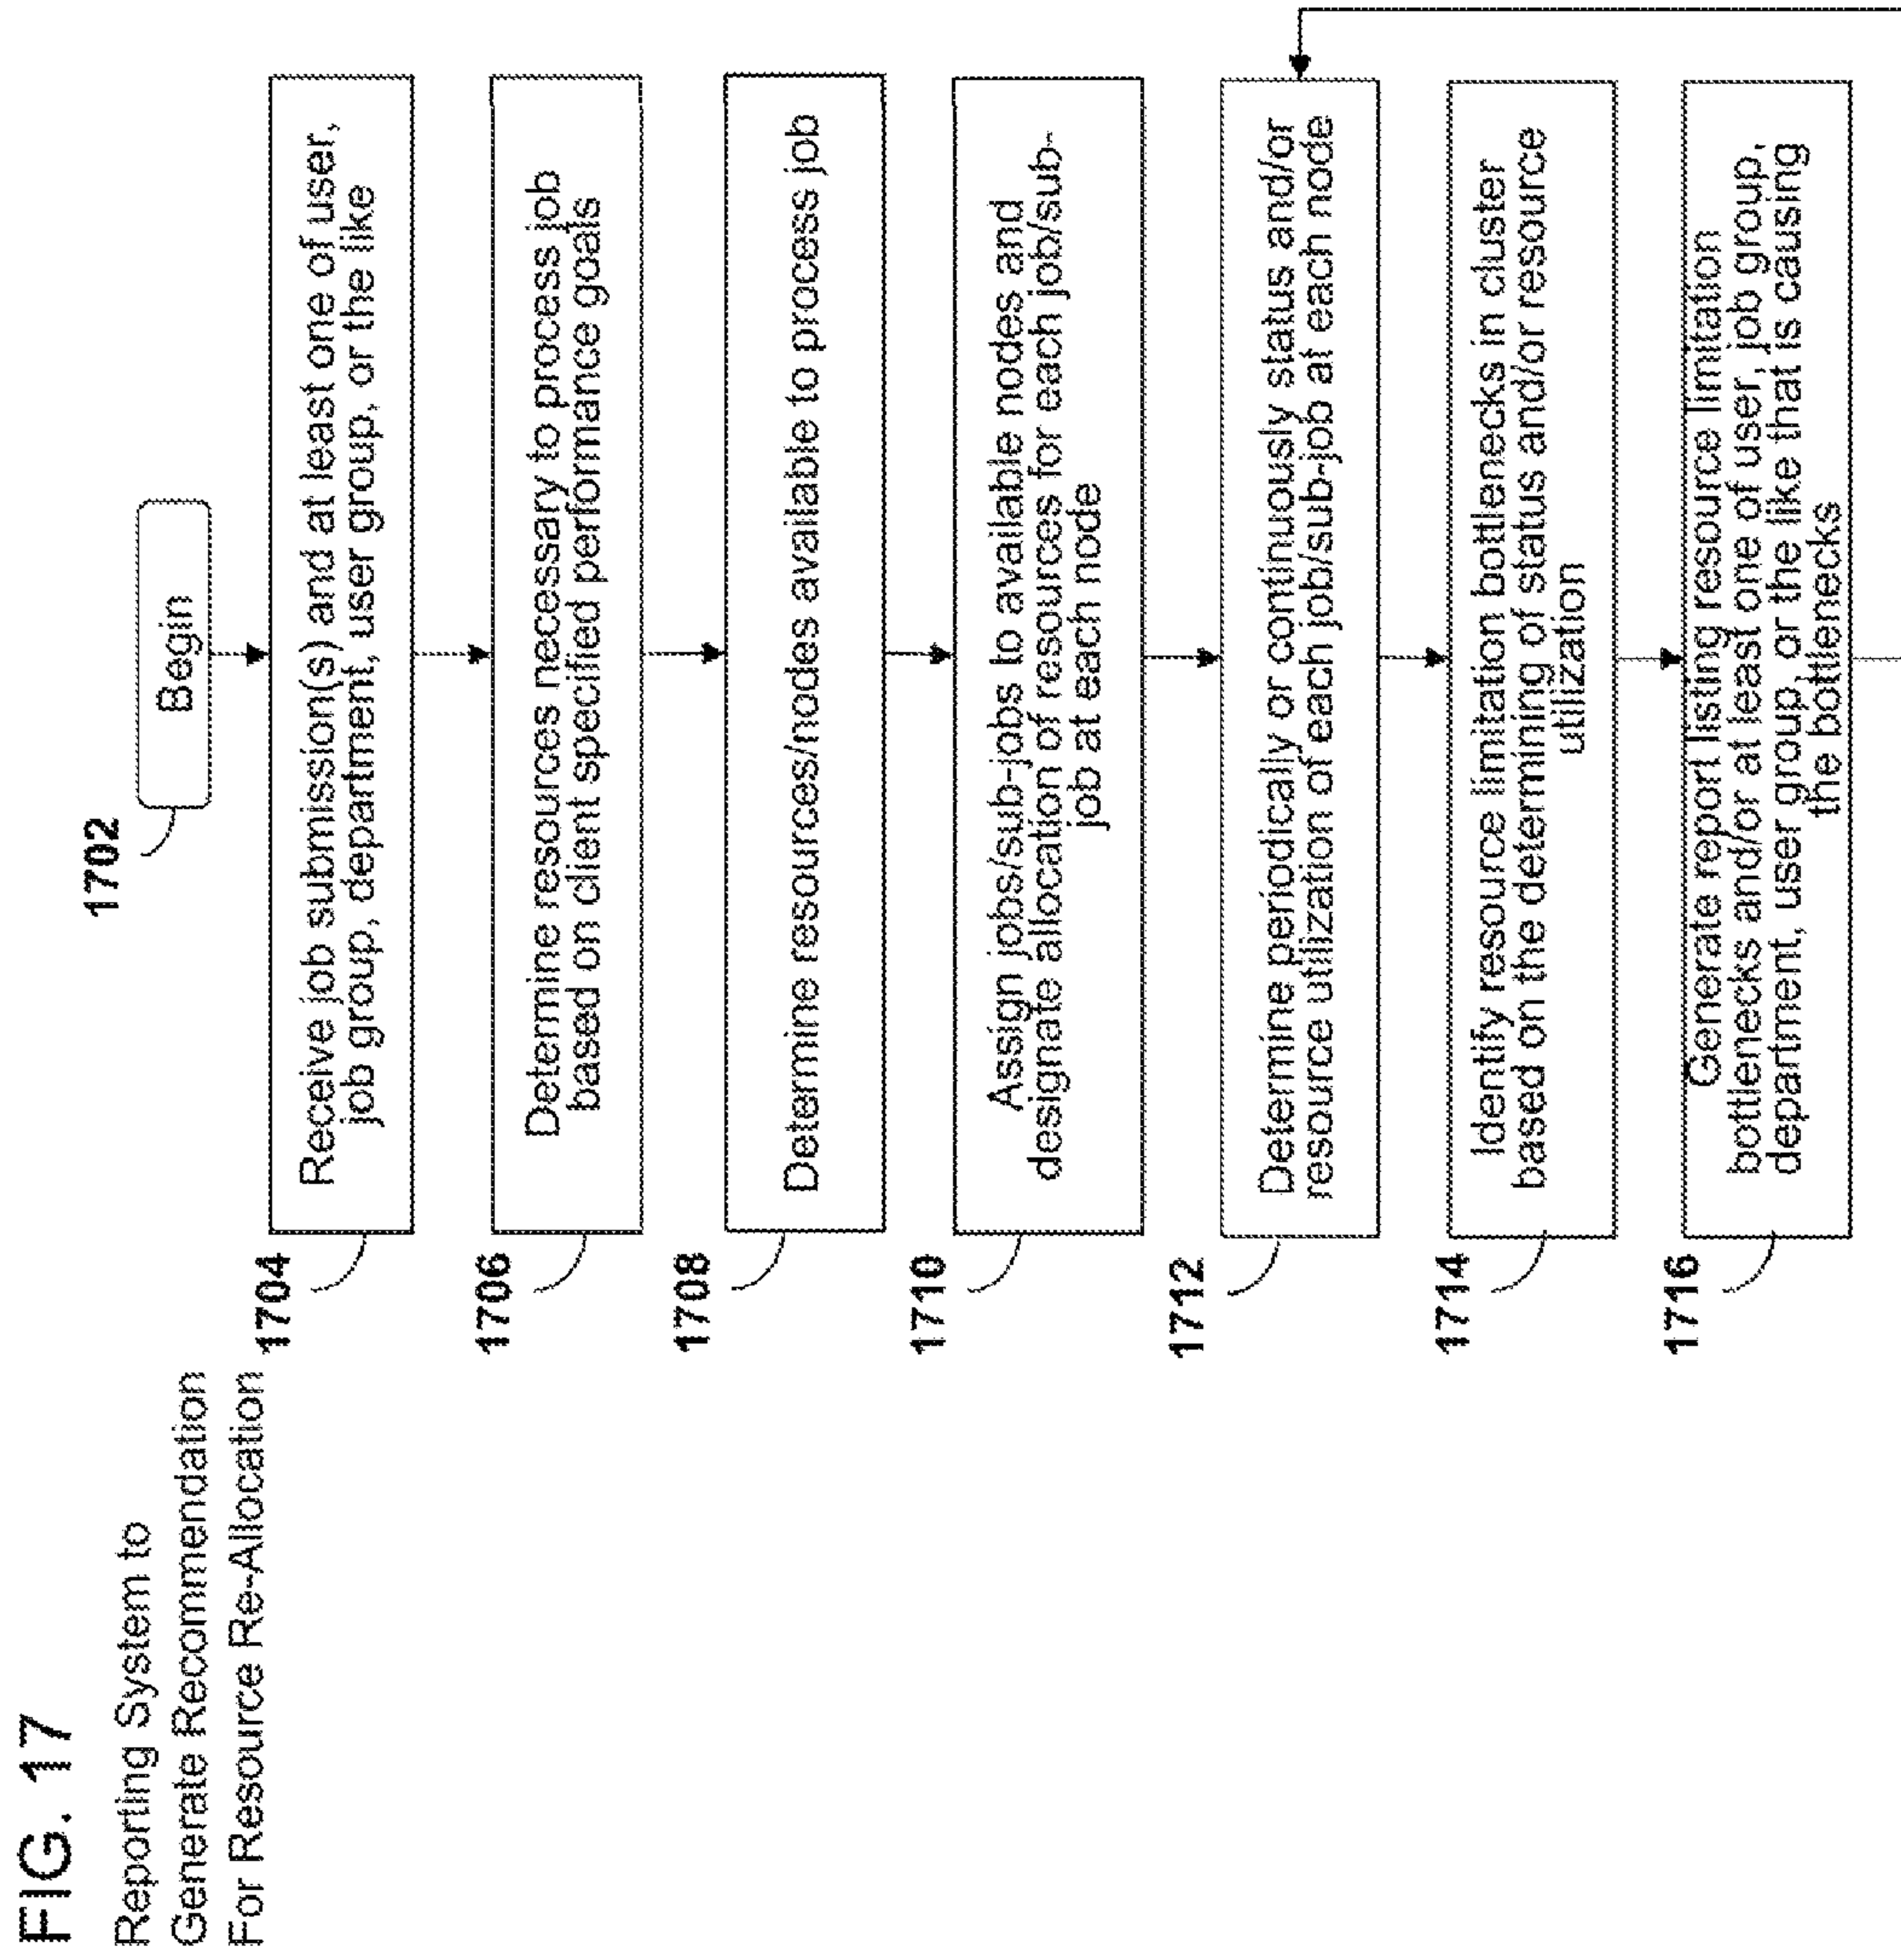 FIG. 17
Reporting System to
Generate Recommendation
For Resource Re-Allocation
1702
Begin
1704
Receive job submission(s) and at least one of user,
job group, department, user group, or the like
1706
Determine resources necessary to process job
based on client specified performance goals
1708
Determine resources/nodes available to process job
1710
Assign jobs/sub-jobs to available nodes and
designate allocation of resources for each job/sub-
job at each node
1712
Determine periodically or continuously status and/or
resource utilization of each job/sub-job at each node
1714
Identify resource limitation bottlenecks in cluster
based on the determining of status and/or resource
utilization
1716
Generate report listing resource limitation
bottlenecks and/or at least one of user, job group,
department, user group, or the like that is causing
the bottlenecks